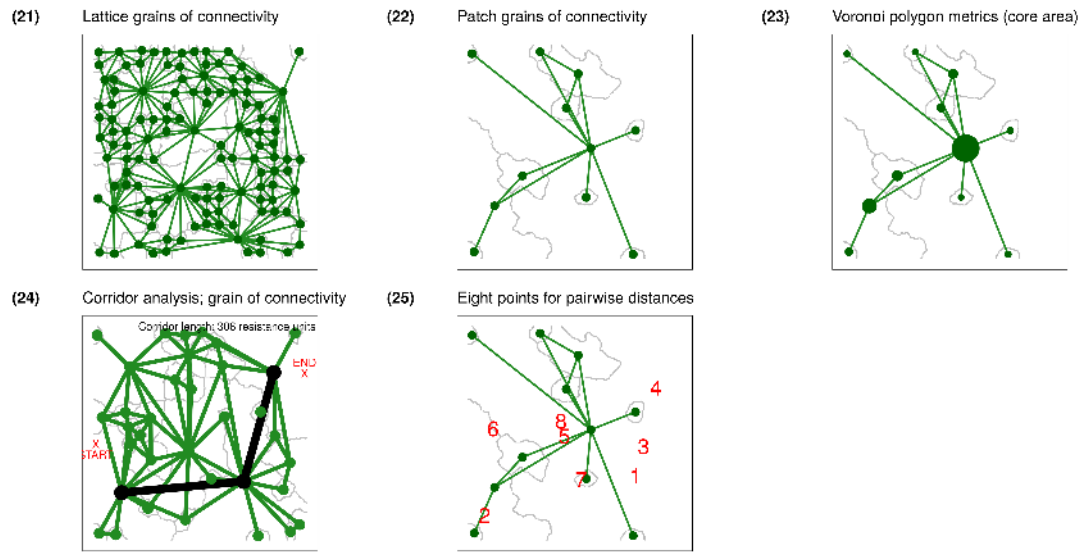 (21) Lattice grains of connectivity
(22) Patch grains of connectivity
(23) Voronoi polygon metrics (core area)
(24) Corridor analysis; grain of connectivity
Corridor length: 306 resistance units
END
X
X
START
(25) Eight points for pairwise distances
4
8
6
5
3
1
7
2